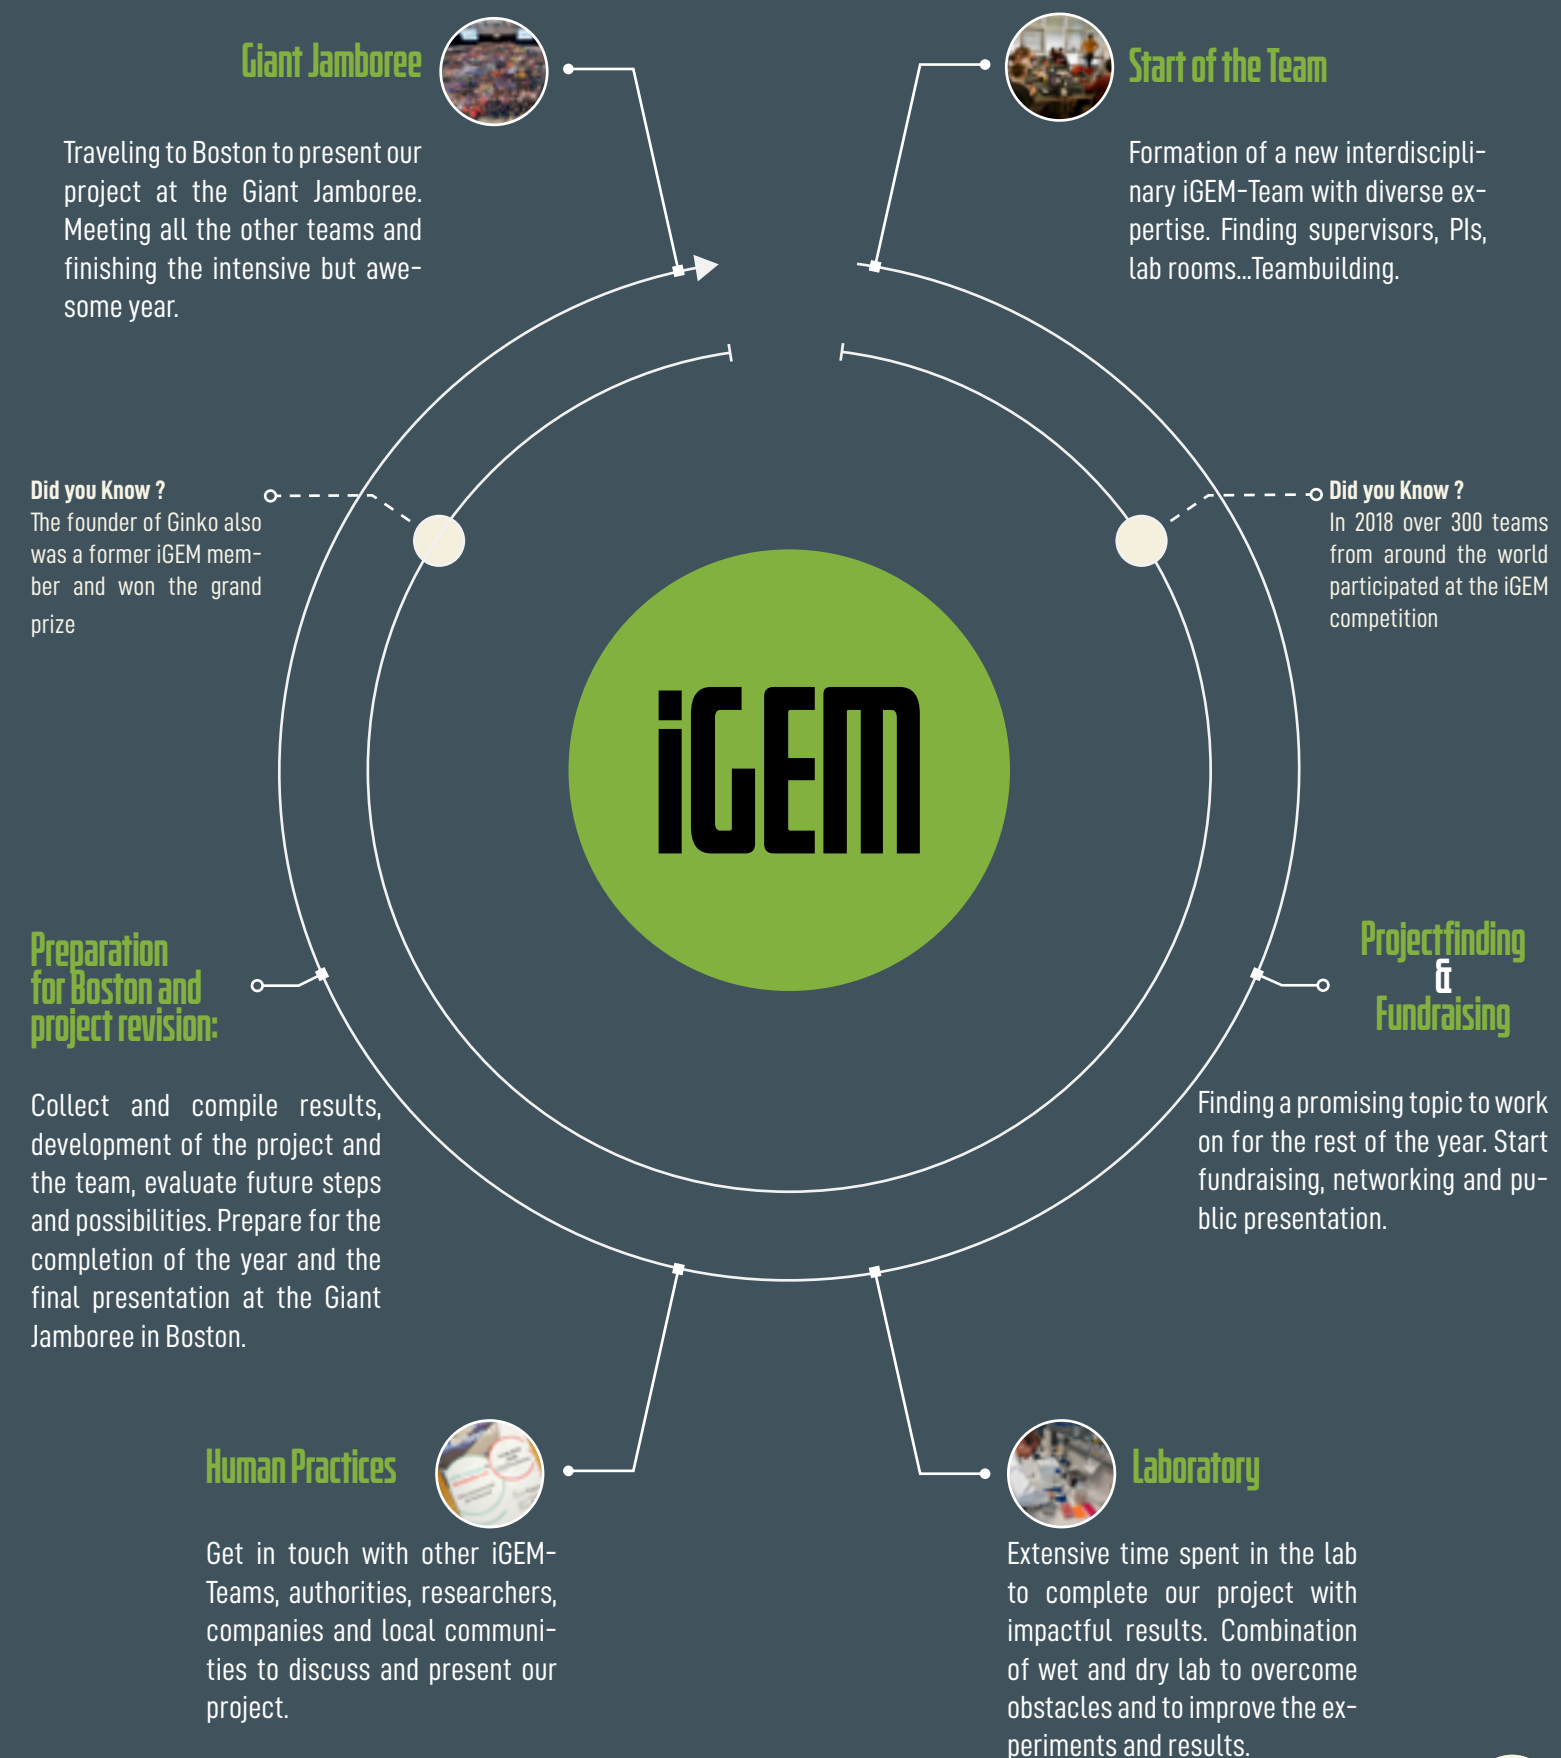 Giant Jamboree
Traveling to Boston to present our
project at the Giant Jamboree.
Meeting all the other teams and
finishing the intensive but awe-
some year.
Start of the Team
Formation of a new interdiscipli-
nary iGEM-Team with diverse ex-
pertise. Finding supervisors, PIs,
lab rooms...Teambuilding.
Did you Know ?
The founder of Ginko also
was a former iGEM mem-
ber and won the grand
prize
Did you Know ?
In 2018 over 300 teams
from around the world
participated at the iGEM
competition
iGEM
Preparation
for Boston and
project revision:
Collect and compile results,
development of the project and
the team, evaluate future steps
and possibilities. Prepare for the
completion of the year and the
final presentation at the Giant
Jamboree in Boston.
Projectfinding
&
Fundraising
Finding a promising topic to work
on for the rest of the year. Start
fundraising, networking and pu-
blic presentation.
Human Practices
Get in touch with other iGEM-
Teams, authorities, researchers,
companies and local communi-
ties to discuss and present our
project.
Laboratory
Extensive time spent in the lab
to complete our project with
impactful results. Combination
of wet and dry lab to overcome
obstacles and to improve the ex-
periments and results.